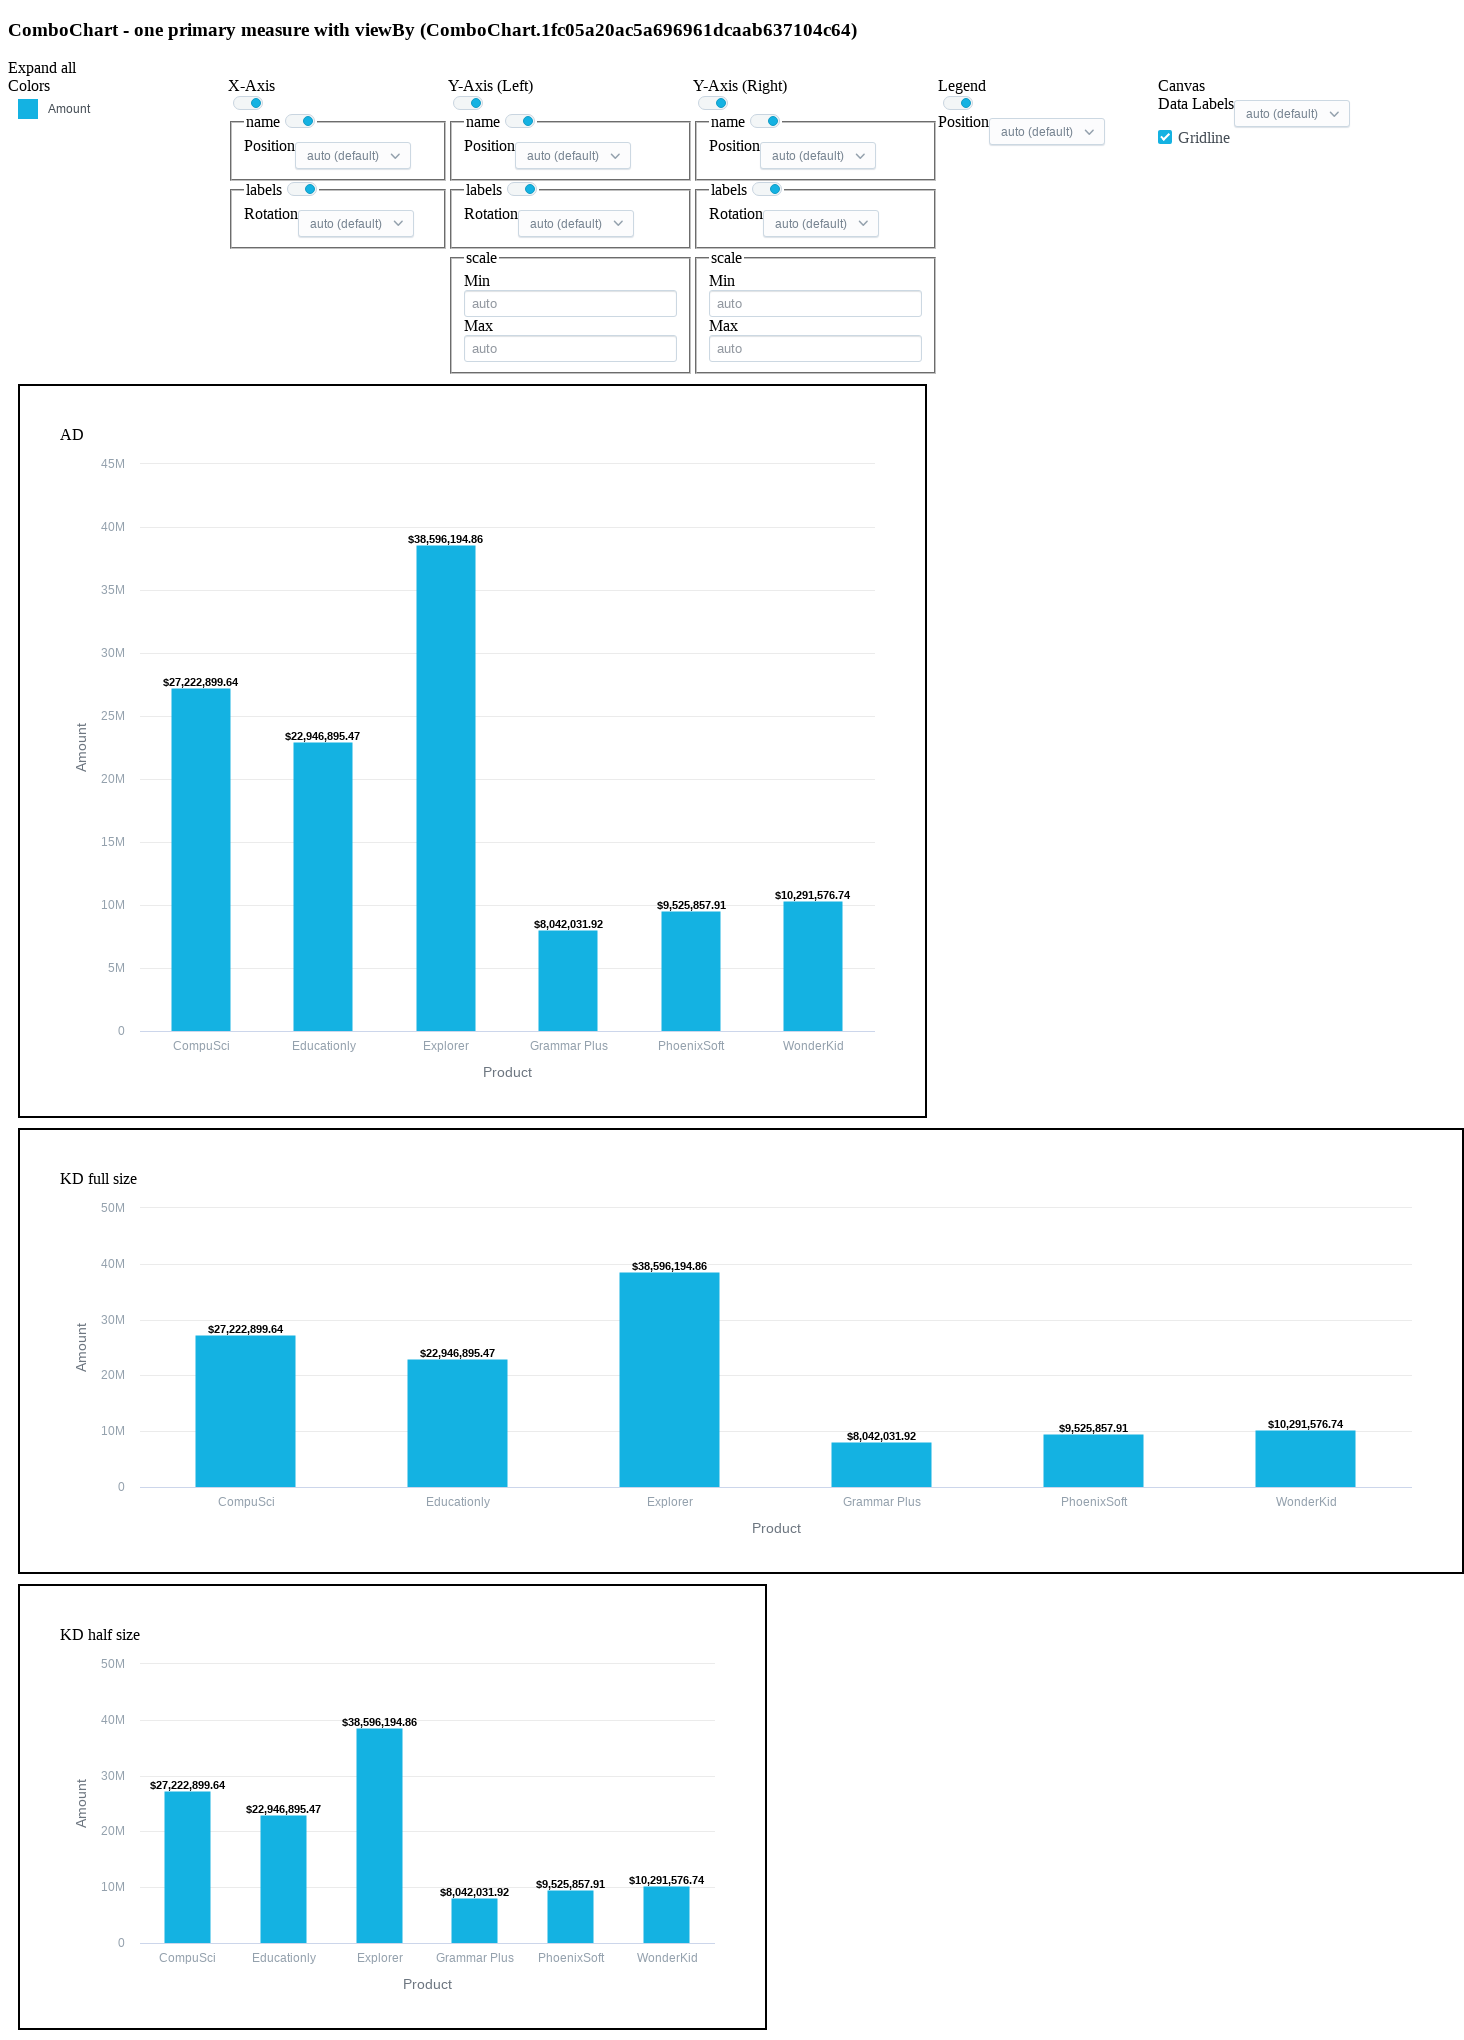 ComboChart - one primary measure with viewBy (ComboChart.1fc05a20ac5a696961dcaab637104c64)
Expand all
Colors
Amount
X-Axis
name
Position auto (default)
labels
Rotation auto (default)
Y-Axis (Left)
name
Position auto (default)
labels
Rotation auto (default)
scale
Min
auto
Max
auto
Y-Axis (Right)
name
Position auto (default)
labels
Rotation auto (default)
scale
Min
auto
Max
auto
Legend
Position auto (default)
Canvas
Data Labels auto (default)
Gridline
AD
45M
40M
35M
30M
25M
20M
15M
10M
5M
0
Amount
$27,222,899.64
$22,946,895.47
$38,596,194.86
$8,042,031.92
$9,525,857.91
$10,291,576.74
CompuSci
Educationly
Explorer
Grammar Plus
PhoenixSoft
WonderKid
Product
KD full size
50M
40M
30M
20M
10M
0
Amount
$27,222,899.64
$22,946,895.47
$38,596,194.86
$8,042,031.92
$9,525,857.91
$10,291,576.74
CompuSci
Educationly
Explorer
Grammar Plus
PhoenixSoft
WonderKid
Product
KD half size
50M
40M
30M
20M
10M
0
Amount
$27,222,899.64
$22,946,895.47
$38,596,194.86
$8,042,031.92
$9,525,857.91
$10,291,576.74
CompuSci
Educationly
Explorer
Grammar Plus
PhoenixSoft
WonderKid
Product